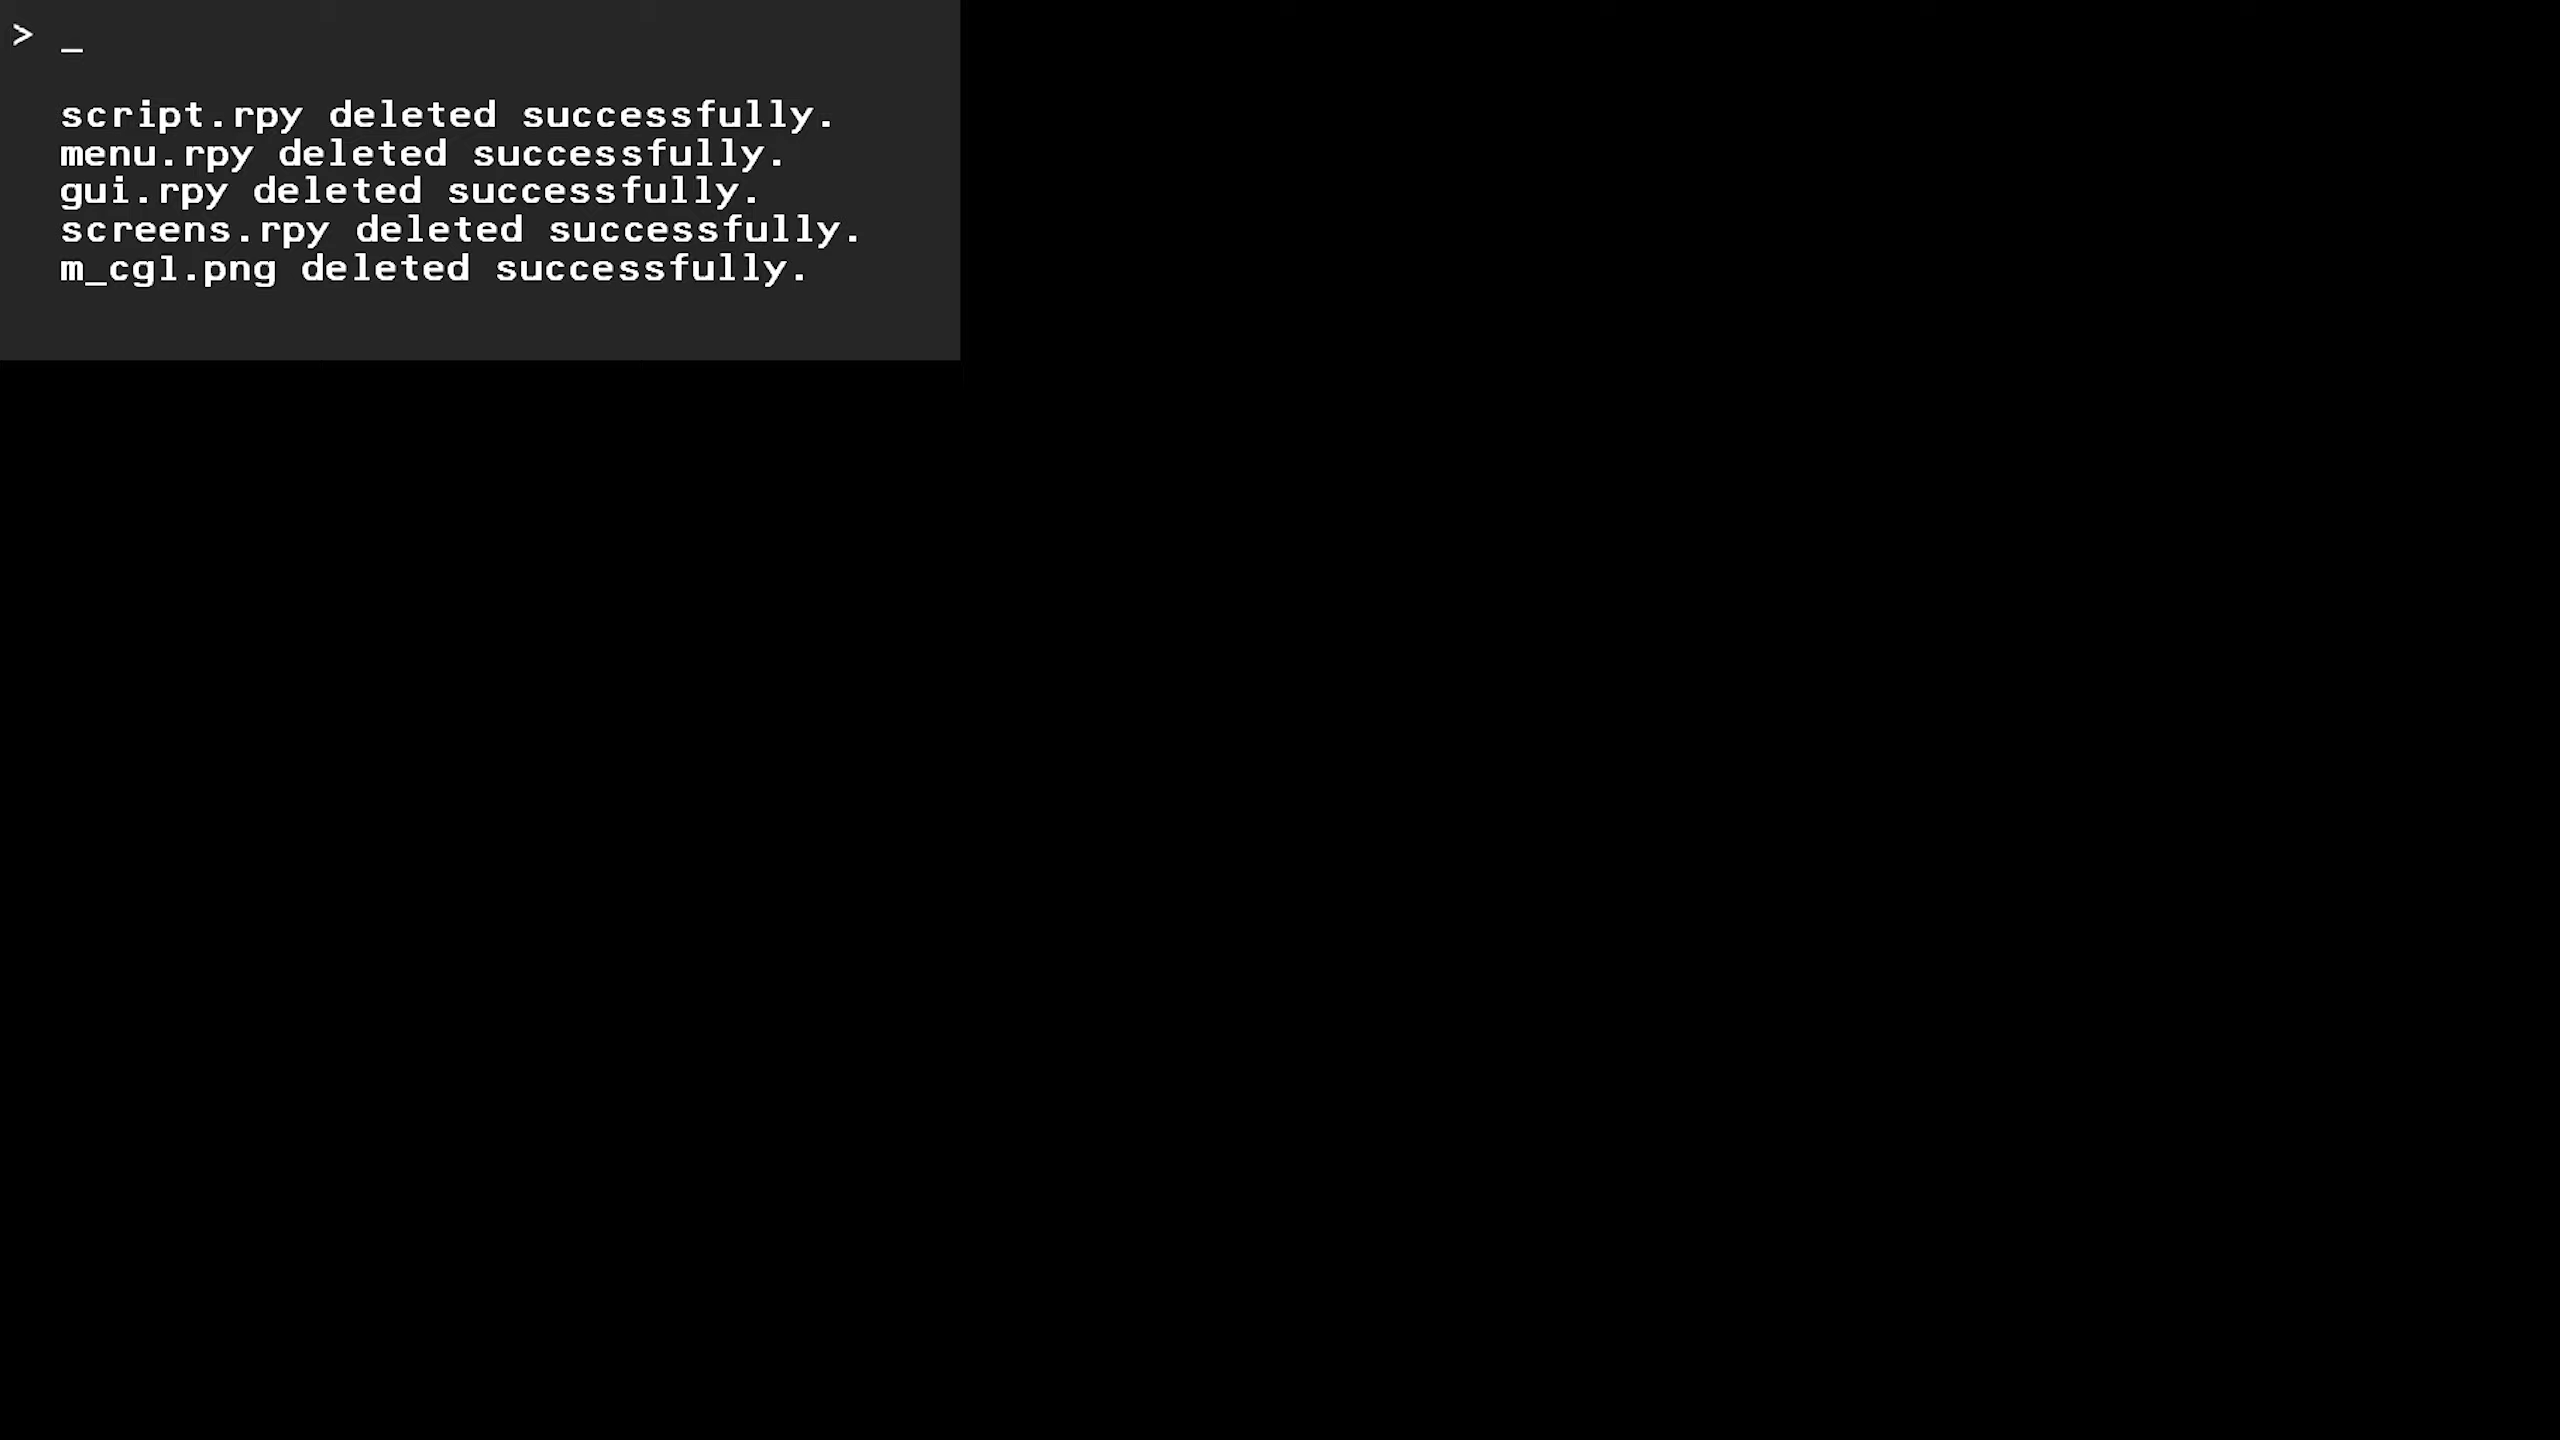 > _
script.rpy deleted successfully.
menu.rpy deleted successfully.
gui.rpy deleted successfully.
screens.rpy deleted successfully.
m_cg1.png deleted successfully.